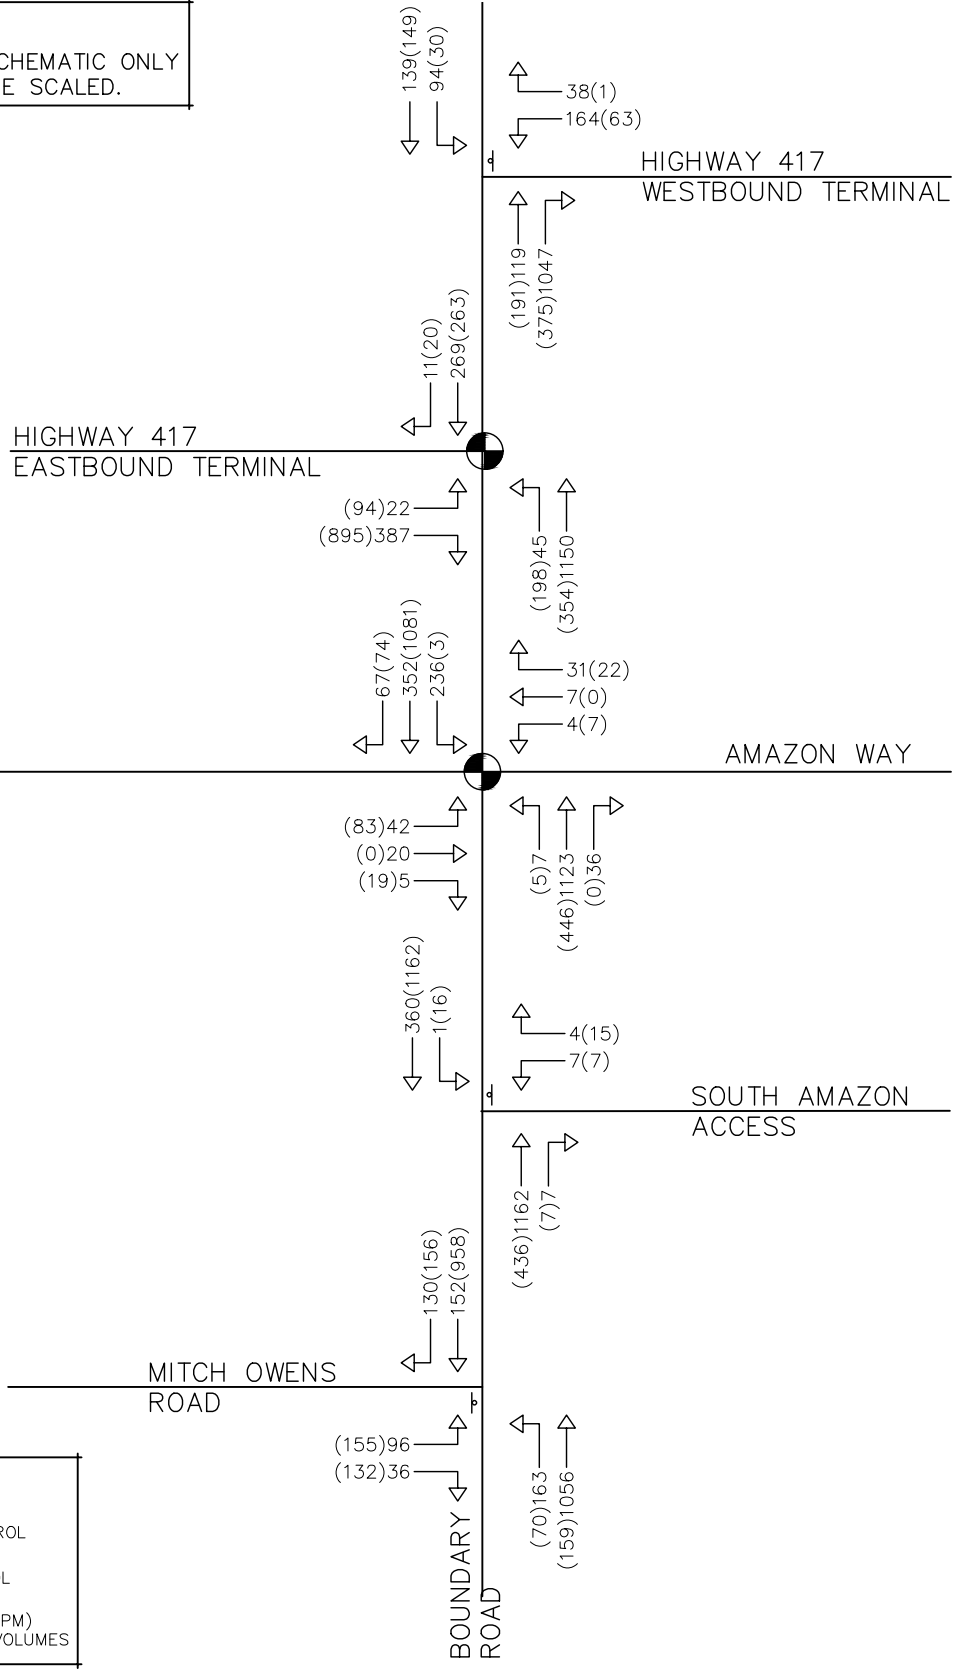 CHEMATIC ONLY
E SCALED.
139(149)
94(30)
38(1)
164(63)
HIGHWAY 417
WESTBOUND TERMINAL
(191)119
(375)1047
11(20)
269(263)
HIGHWAY 417
EASTBOUND TERMINAL
(94)22
(895)387
(198)45
(354)1150
67(74)
352(1081)
236(3)
31(22)
7(0)
4(7)
AMAZON WAY
(83)42
(0)20
(19)5
(5)7
(446)1123
(0)36
360(1162)
1(16)
4(15)
7(7)
SOUTH AMAZON
ACCESS
(436)1162
(7)7
130(156)
152(958)
MITCH OWENS
ROAD
(155)96
(132)36
(70)163
(159)1056
BOUNDARY
ROAD
ROL
L
PM)
VOLUMES